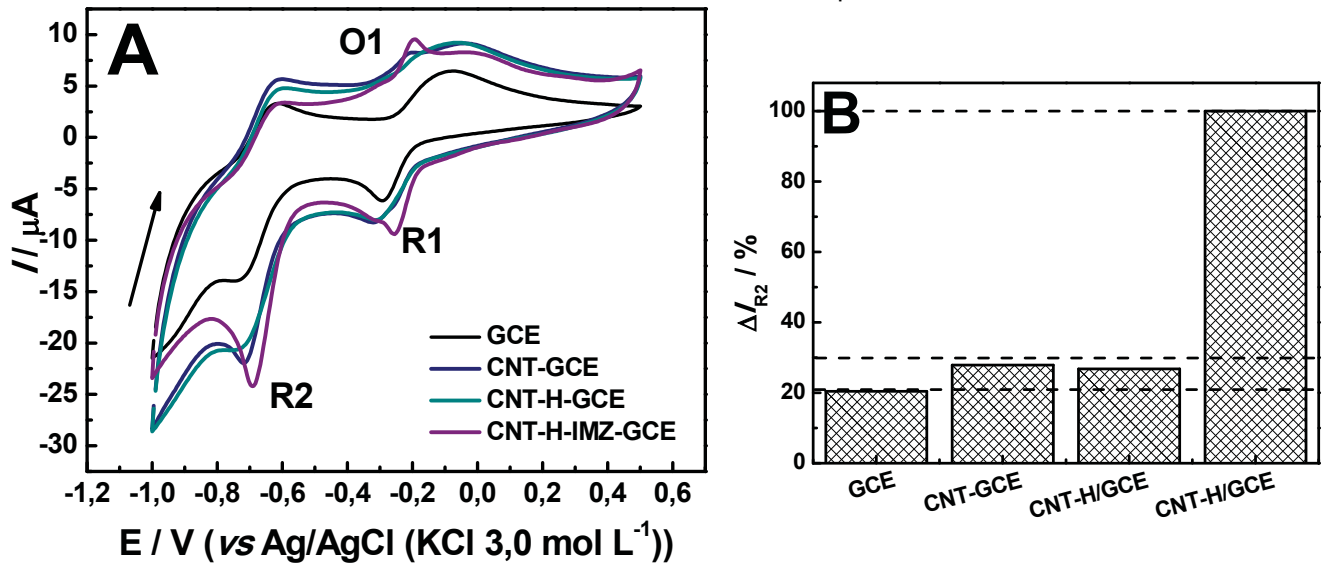 A
O1
R1
R2
10
5
0
-5
-10
-15
-20
-25
-30
I / µA
GCE
CNT-GCE
CNT-H-GCE
CNT-H-IMZ-GCE
-1,2 -1,0 -0,8 -0,6 -0,4 -0,2 0,0 0,2 0,4 0,6
E / V (vs Ag/AgCl (KCl 3,0 mol L-1))
B
100
80
60
40
20
0
ΔIR2 / %
GCE CNT-GCE CNT-H/GCE CNT-H/GCE